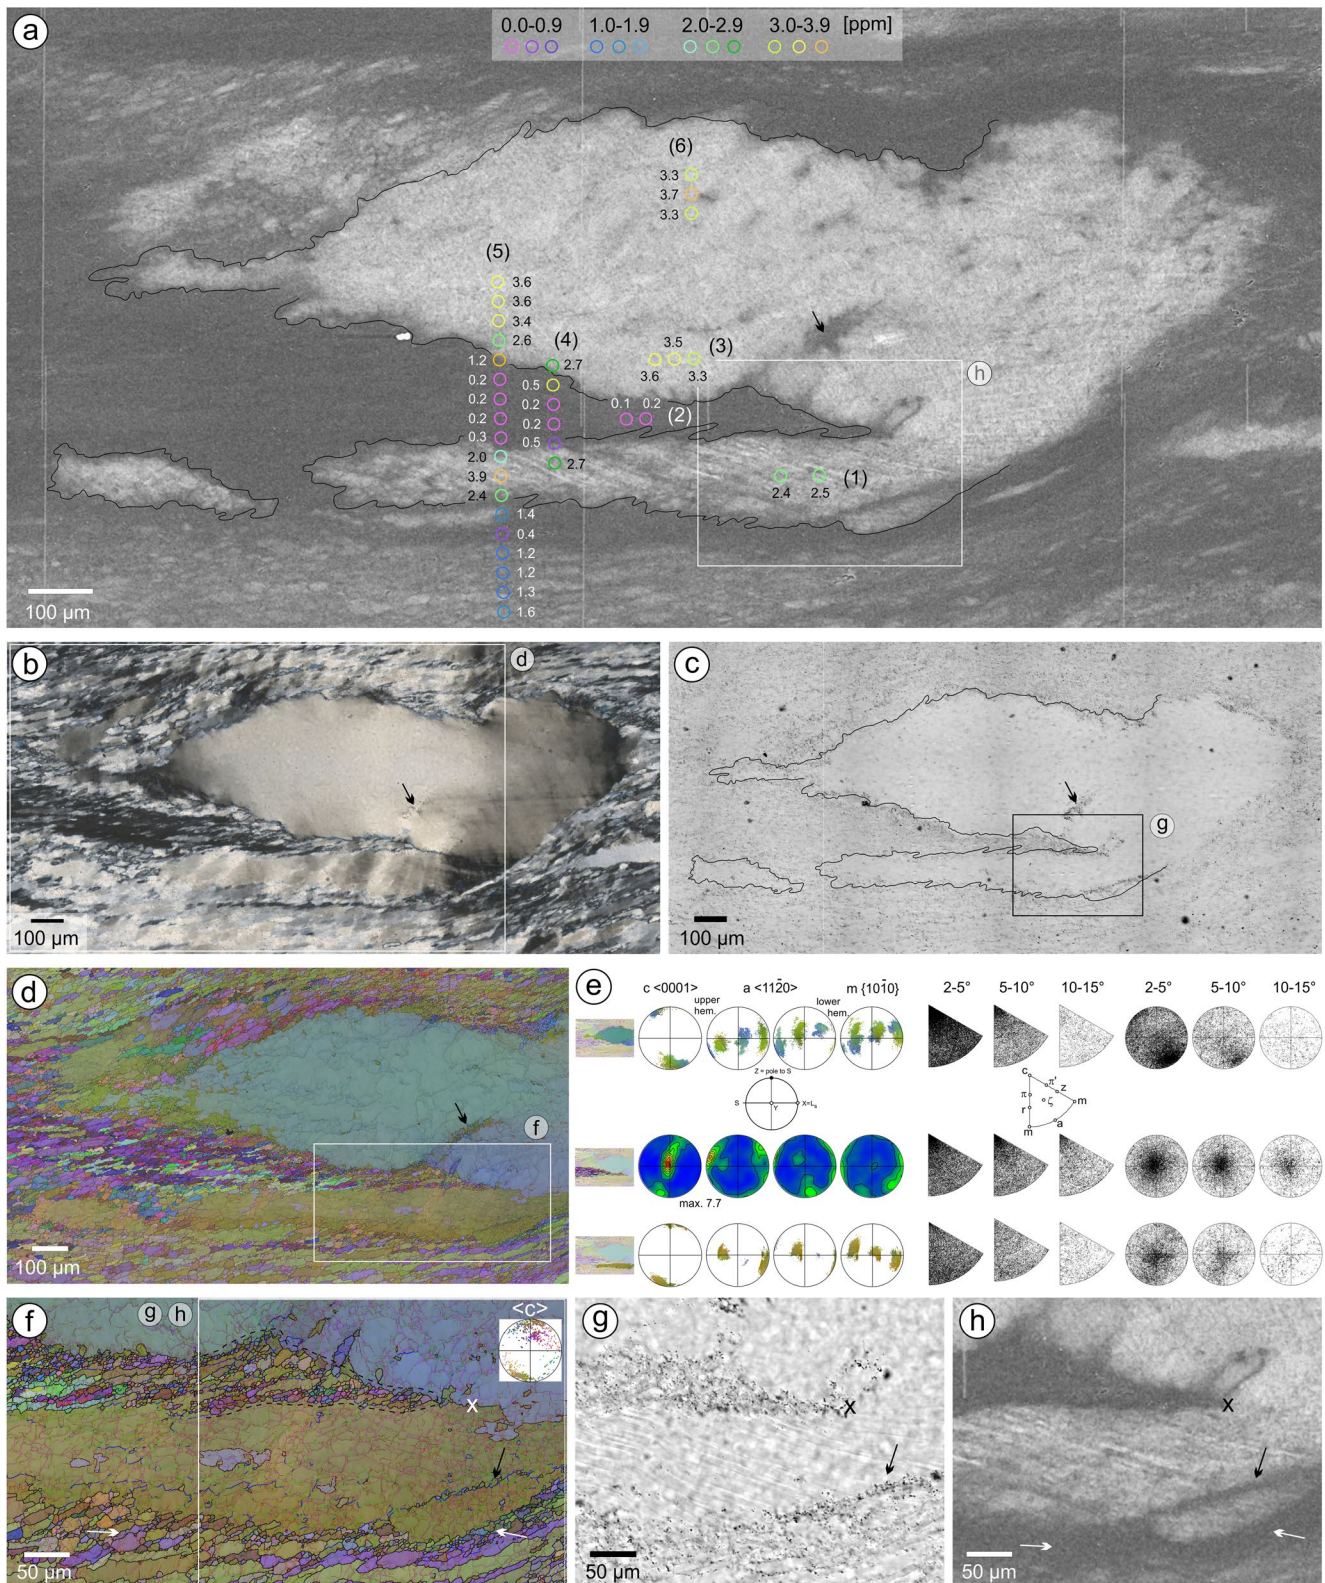 a
0.0-0.9 1.0-1.9 2.0-2.9 3.0-3.9 [ppm]
(6)
3.3
3.7
3.3
(5)
3.6
3.6
3.4
2.6
1.2
0.2
0.2
0.2
0.3
2.0
3.9
2.4
1.4
0.4
1.2
1.2
1.3
1.6
(4)
2.7
0.5
0.2
0.2
0.5
2.7
3.5 (3)
3.6 3.3
0.1 0.2
(2)
(1)
2.4 2.5
h
100 µm
b
d
100 µm
c
g
100 µm
d
f
100 µm
e
c <0001> a <112̄0> m {101̄0} 2-5° 5-10° 10-15° 2-5° 5-10° 10-15°
upper hem. lower hem.
Z = pole to S
S Y X=Ls
c
π'
z
π
ζ
r
m
a
m
max. 7.7
f
g h
<c>
x
50 µm
g
x
50 µm
h
x
50 µm